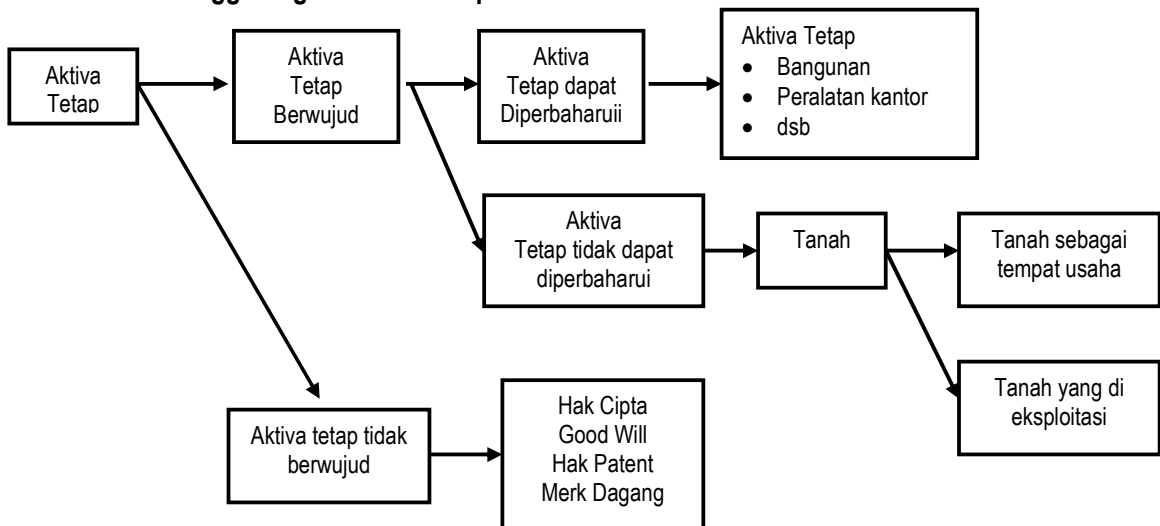 Aktiva
Tetap
Aktiva
Tetap
Berwujud
Aktiva
Tetap dapat
Diperbaharuii
Aktiva Tetap
• Bangunan
• Peralatan kantor
• dsb
Aktiva
Tetap tidak dapat
diperbaharui
Tanah
Tanah sebagai
tempat usaha
Tanah yang di
eksploitasi
Aktiva tetap tidak
berwujud
Hak Cipta
Good Will
Hak Patent
Merk Dagang